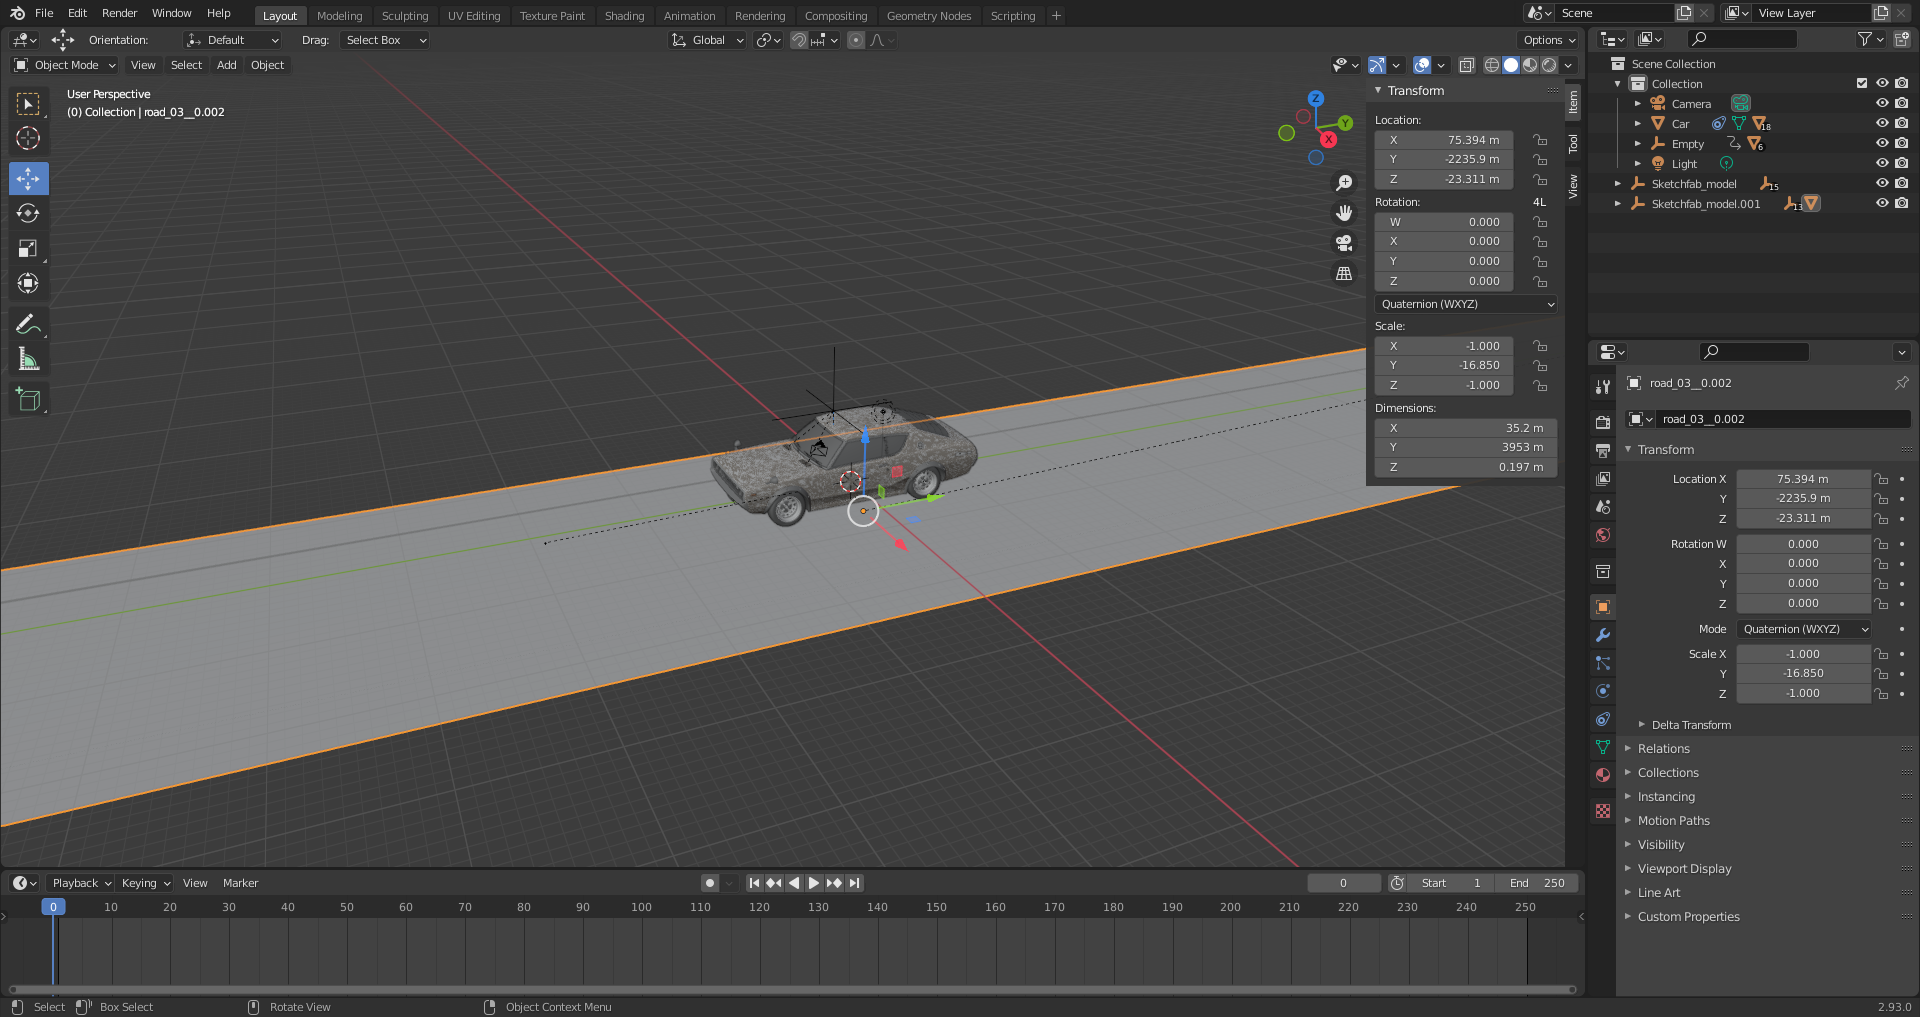 File Edit Render Window Help
Layout Modeling Sculpting UV Editing Texture Paint Shading Animation Rendering Compositing Geometry Nodes Scripting +
Scene
View Layer
Orientation: Default Drag: Select Box
Global
Options
Object Mode View Select Add Object
User Perspective
(0) Collection | road_03__0.002
Z
Y
X
Transform
Location:
X 75.394 m
Y -2235.9 m
Z -23.311 m
Rotation: 4L
W 0.000
X 0.000
Y 0.000
Z 0.000
Quaternion (WXYZ)
Scale:
X -1.000
Y -16.850
Z -1.000
Dimensions:
X 35.2 m
Y 3953 m
Z 0.197 m
Item
Tool
View
Scene Collection
Collection
Camera
Car 18
Empty 6
Light
Sketchfab_model 15
Sketchfab_model.001 13
road_03__0.002
road_03__0.002
Transform
Location X 75.394 m
Y -2235.9 m
Z -23.311 m
Rotation W 0.000
X 0.000
Y 0.000
Z 0.000
Mode Quaternion (WXYZ)
Scale X -1.000
Y -16.850
Z -1.000
Delta Transform
Relations
Collections
Instancing
Motion Paths
Visibility
Viewport Display
Line Art
Custom Properties
Playback Keying View Marker
0 Start 1 End 250
0 10 20 30 40 50 60 70 80 90 100 110 120 130 140 150 160 170 180 190 200 210 220 230 240 250
Select Box Select Rotate View Object Context Menu
2.93.0